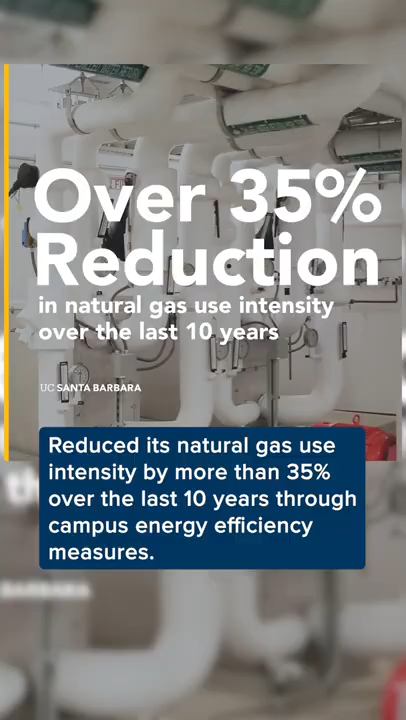 Over 35%
Reduction
in natural gas use intensity
over the last 10 years
UC SANTA BARBARA
Reduced its natural gas use
intensity by more than 35%
over the last 10 years through
campus energy efficiency
measures.